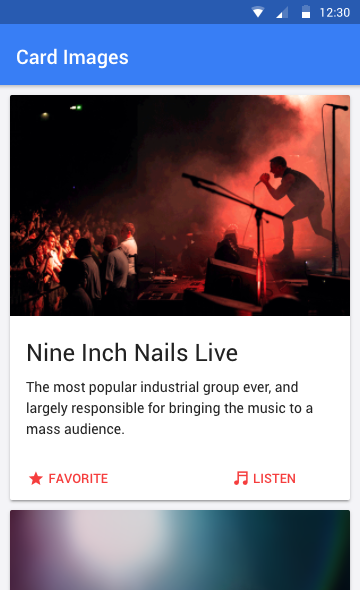 12:30
Card Images
Nine Inch Nails Live
The most popular industrial group ever, and
largely responsible for bringing the music to a
mass audience.
FAVORITE
LISTEN